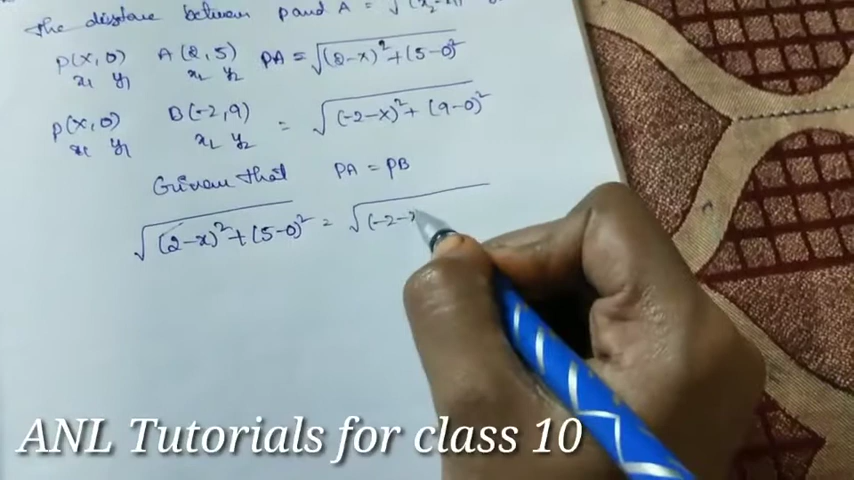 The distance between P and A = √(x₂-x₁)
P(x,0) A(2,5) PA = √(2-x)²+(5-0)²
x₁ y₁ x₂ y₂
P(x,0) B(-2,9) = √(-2-x)²+(9-0)²
x₁ y₁ x₂ y₂
Given that PA = PB
√(2-x)²+(5-0)² = √(-2-x
ANL Tutorials for class 10